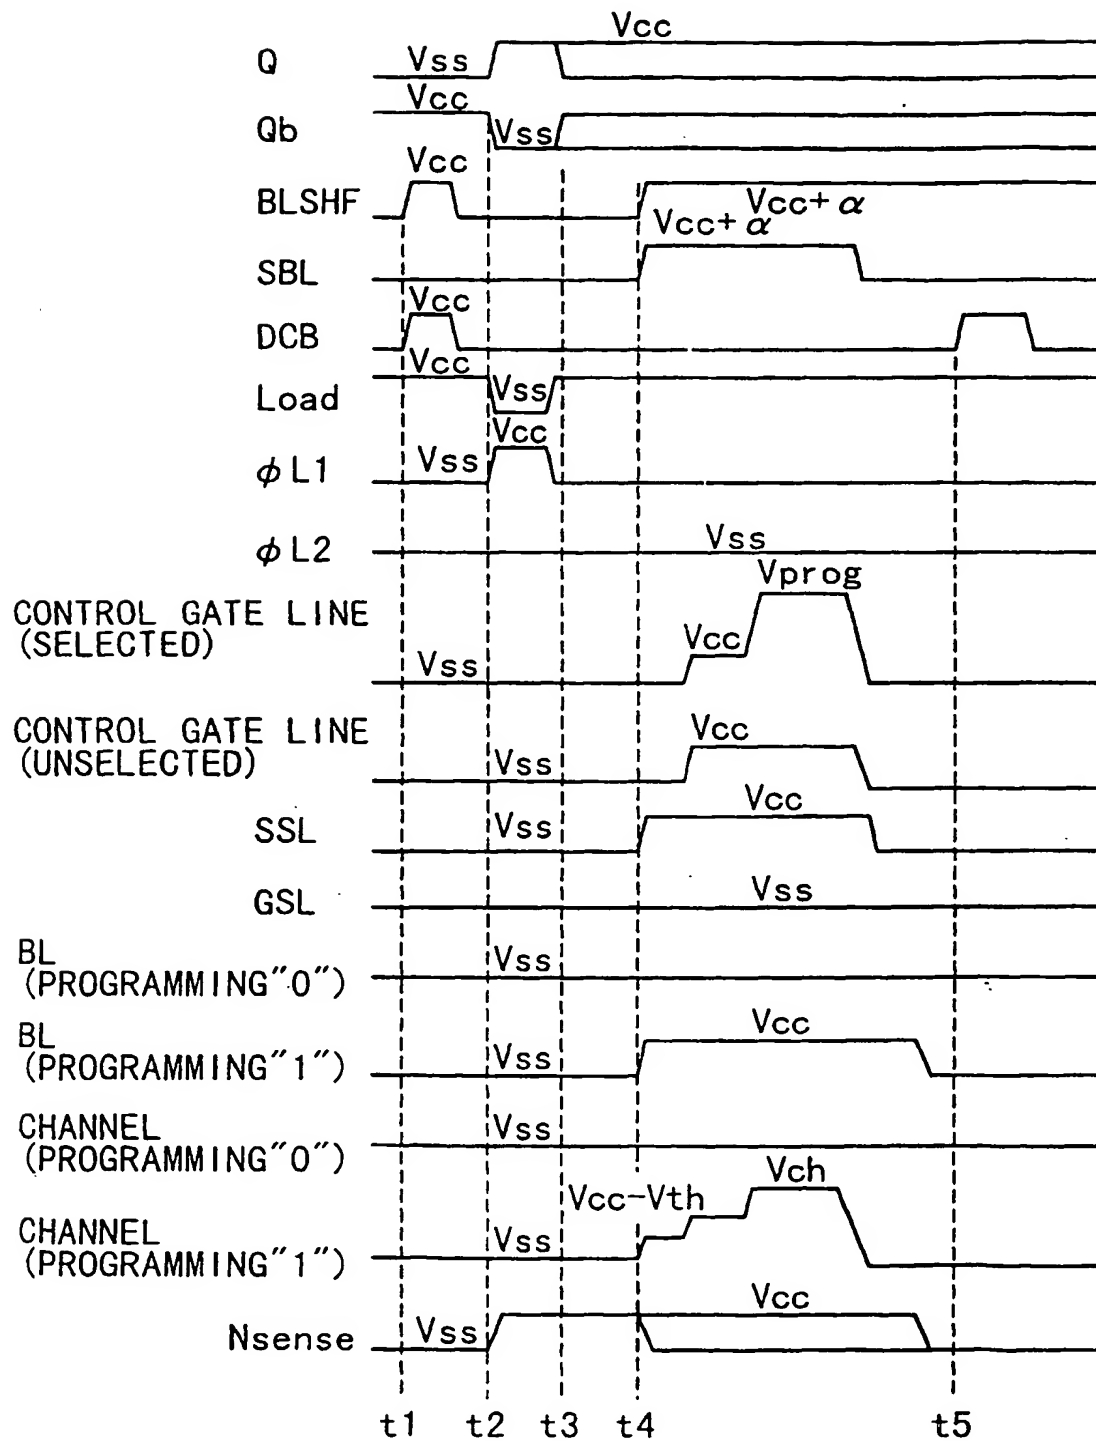 Vcc
Q Vss
Vcc
Qb Vss
Vcc
BLSHF Vcc+α
Vcc+α
SBL
Vcc
DCB
Vcc
Load Vss
Vcc
φL1 Vss
φL2 Vss
Vprog
CONTROL GATE LINE
(SELECTED) Vcc
Vss
CONTROL GATE LINE Vcc
(UNSELECTED) Vss
Vcc
SSL Vss
GSL Vss
BL Vss
(PROGRAMMING"0")
BL Vcc
(PROGRAMMING"1") Vss
CHANNEL Vss
(PROGRAMMING"0")
Vcc-Vth Vch
CHANNEL
(PROGRAMMING"1") Vss
Vcc
Nsense Vss
t1 t2 t3 t4 t5